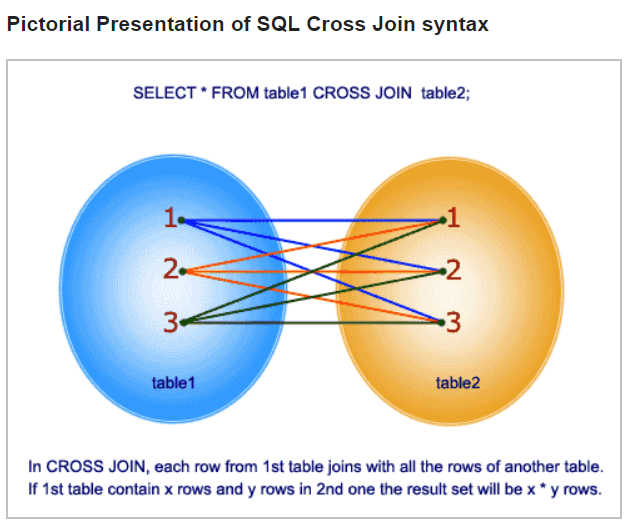 Pictorial Presentation of SQL Cross Join syntax
SELECT * FROM table1 CROSS JOIN table2;
1 1
2 2
3 3
table1 table2
In CROSS JOIN, each row from 1st table joins with all the rows of another table.
If 1st table contain x rows and y rows in 2nd one the result set will be x * y rows.